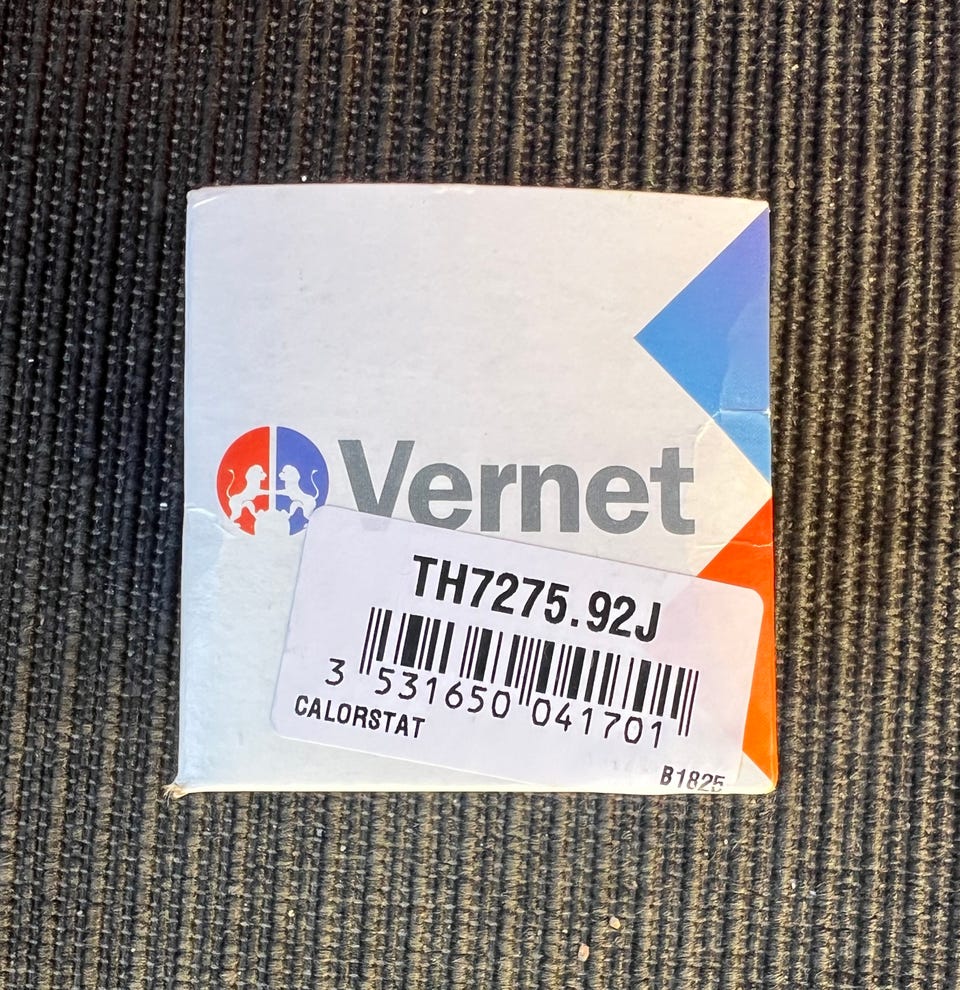 Vernet
TH7275.92J
3 531650 041701
CALORSTAT
B1825